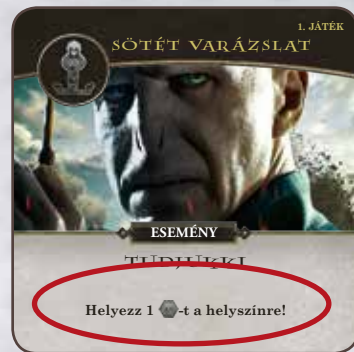 1. JÁTÉK
SÖTÉT VARÁZSLAT
ESEMÉNY
TUDJUKKI
Helyezz 1 -t a helyszínre!